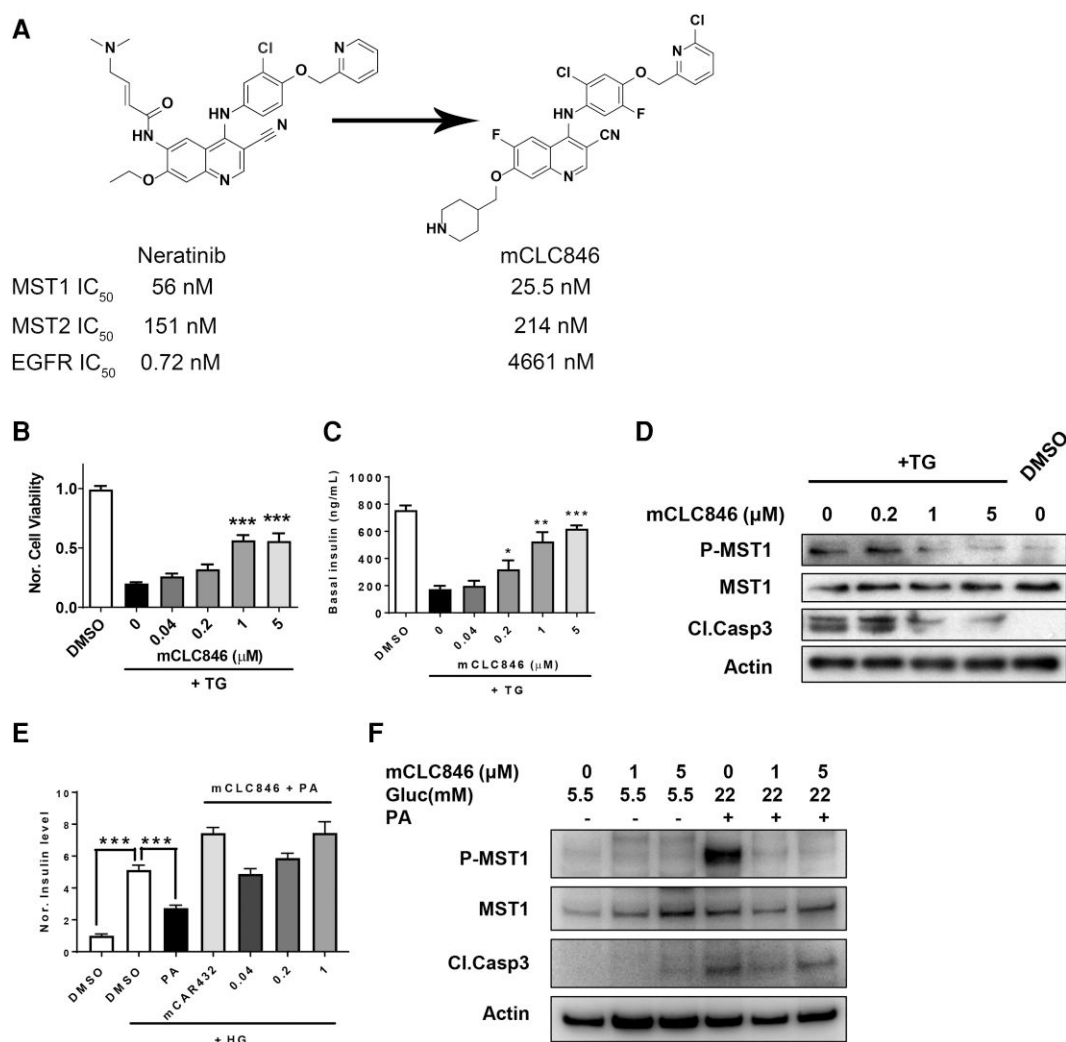 A
N
O
HN
N
HN
O
N
Cl
O
N
Cl
N
Cl
O
HN
F
F
CN
O
N
HN
Neratinib mCLC846
MST1 IC50 56 nM 25.5 nM
MST2 IC50 151 nM 214 nM
EGFR IC50 0.72 nM 4661 nM
B
Nor. Cell Viability
1.0
0.5
0.0
*** ***
DMSO 0 0.04 0.2 1 5
mCLC846 (μM)
+ TG
C
Basal insulin (ng/mL)
1000
800
600
400
200
0
* ** ***
DMSO 0 0.04 0.2 1 5
mCLC846 (μM)
+ TG
D
+TG DMSO
mCLC846 (μM) 0 0.2 1 5 0
P-MST1
MST1
Cl.Casp3
Actin
E
mCLC846 + PA
Nor. Insulin level
10
8
6
4
2
0
*** ***
DMSO DMSO PA mCAR432 0.04 0.2 1
+ HG
F
mCLC846 (μM) 0 1 5 0 1 5
Gluc(mM) 5.5 5.5 5.5 22 22 22
PA - - - + + +
P-MST1
MST1
Cl.Casp3
Actin